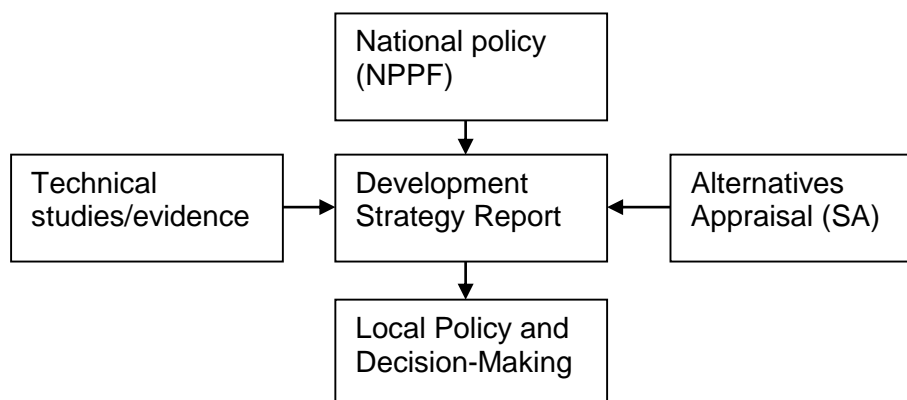 National policy
(NPPF)
Technical
studies/evidence
Development
Strategy Report
Alternatives
Appraisal (SA)
Local Policy and
Decision-Making